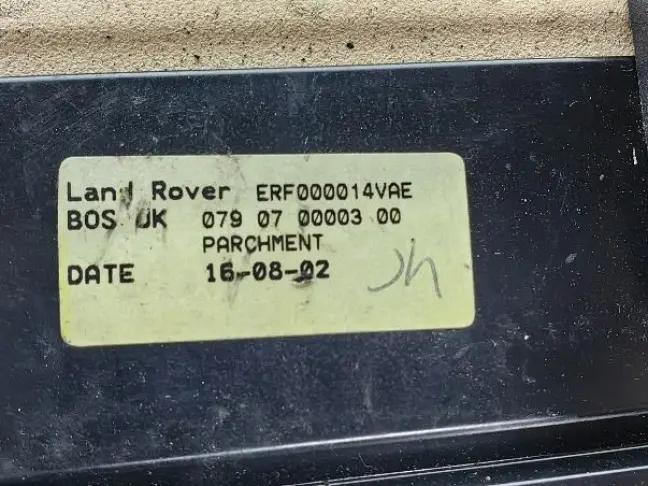 Land Rover ERF000014VAE
BOS UK 079 07 00003 00
PARCHMENT
DATE 16-08-02